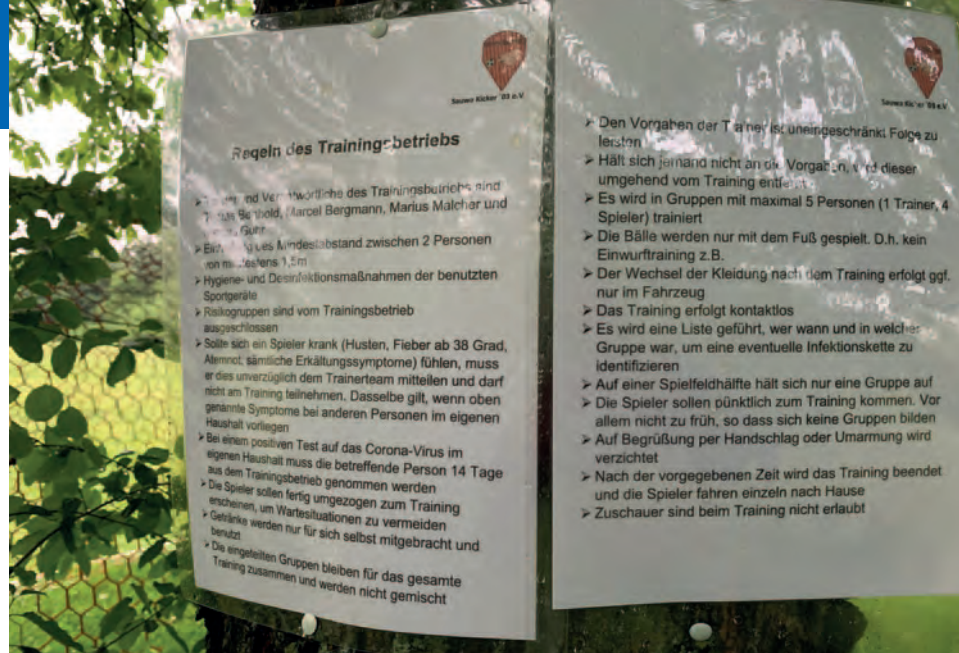 Sauwo Kicker ´03 e.V
Regeln des Trainingsbetriebs
➢ und Verantwortliche des Trainingsbetriebs sind
Berthold, Marcel Bergmann, Marius Malcher und
Guhr
➢ Mindestabstand zwischen 2 Personen
von mindestens 1,5m
➢ Hygiene- und Desinfektionsmaßnahmen der benutzten
Sportgeräte
➢ Risikogruppen sind vom Trainingsbetrieb
ausgeschlossen
➢ Sollte sich ein Spieler krank (Husten, Fieber ab 38 Grad,
Atemnot, sämtliche Erkältungssymptome) fühlen, muss
er dies unverzüglich dem Trainerteam mitteilen und darf
nicht am Training teilnehmen. Dasselbe gilt, wenn oben
genannte Symptome bei anderen Personen im eigenen
Haushalt vorliegen
➢ Bei einem positiven Test auf das Corona-Virus im
eigenen Haushalt muss die betreffende Person 14 Tage
aus dem Trainingsbetrieb genommen werden
➢ Die Spieler sollen fertig umgezogen zum Training
erscheinen, um Wartesituationen zu vermeiden
➢ Getränke werden nur für sich selbst mitgebracht und
benutzt
➢ Die eingeteilten Gruppen bleiben für das gesamte
Training zusammen und werden nicht gemischt
Sauwo Kicker ´03 e.V
➢ Den Vorgaben der Trainer ist uneingeschränkt Folge zu
leisten
➢ Hält sich jemand nicht an die Vorgaben, wird dieser
umgehend vom Training entfernt
➢ Es wird in Gruppen mit maximal 5 Personen (1 Trainer, 4
Spieler) trainiert
➢ Die Bälle werden nur mit dem Fuß gespielt. D.h. kein
Einwurftraining z.B.
➢ Der Wechsel der Kleidung nach dem Training erfolgt ggf.
nur im Fahrzeug
➢ Das Training erfolgt kontaktlos
➢ Es wird eine Liste geführt, wer wann und in welcher
Gruppe war, um eine eventuelle Infektionskette zu
identifizieren
➢ Auf einer Spielfeldhälfte hält sich nur eine Gruppe auf
➢ Die Spieler sollen pünktlich zum Training kommen. Vor
allem nicht zu früh, so dass sich keine Gruppen bilden
➢ Auf Begrüßung per Handschlag oder Umarmung wird
verzichtet
➢ Nach der vorgegebenen Zeit wird das Training beendet
und die Spieler fahren einzeln nach Hause
➢ Zuschauer sind beim Training nicht erlaubt